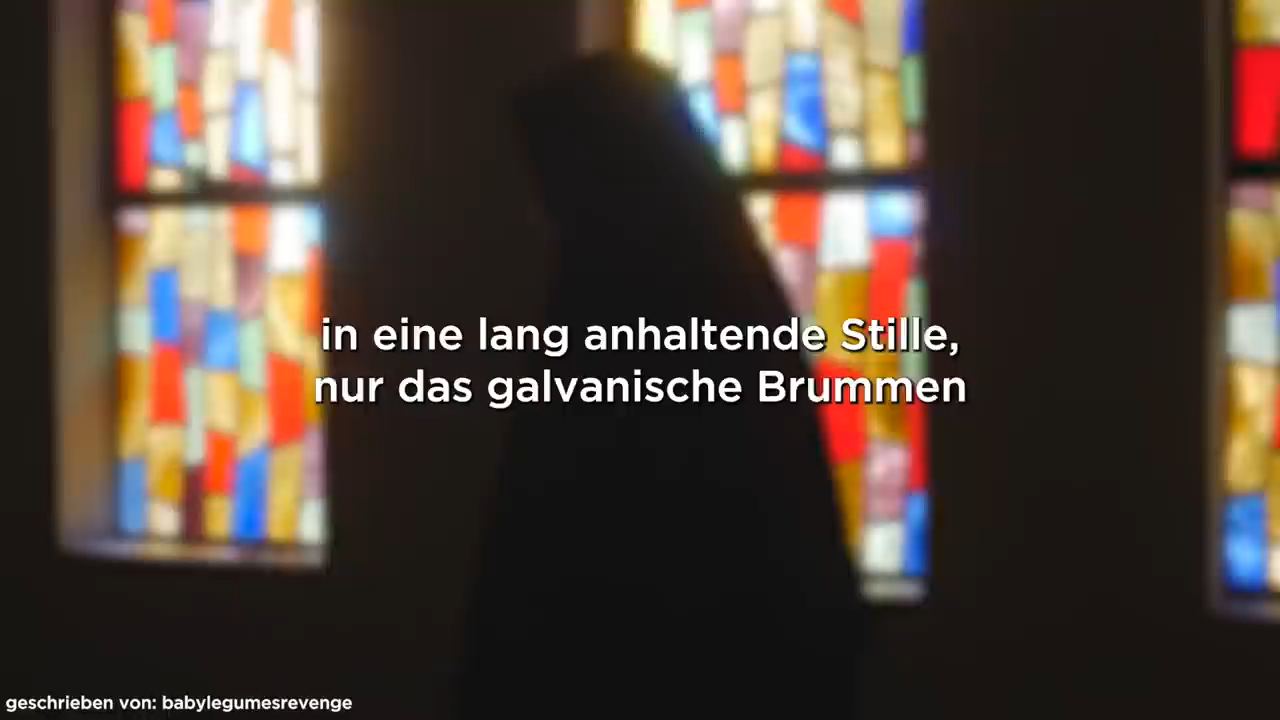 in eine lang anhaltende Stille,
nur das galvanische Brummen
geschrieben von: babylegumesrevenge